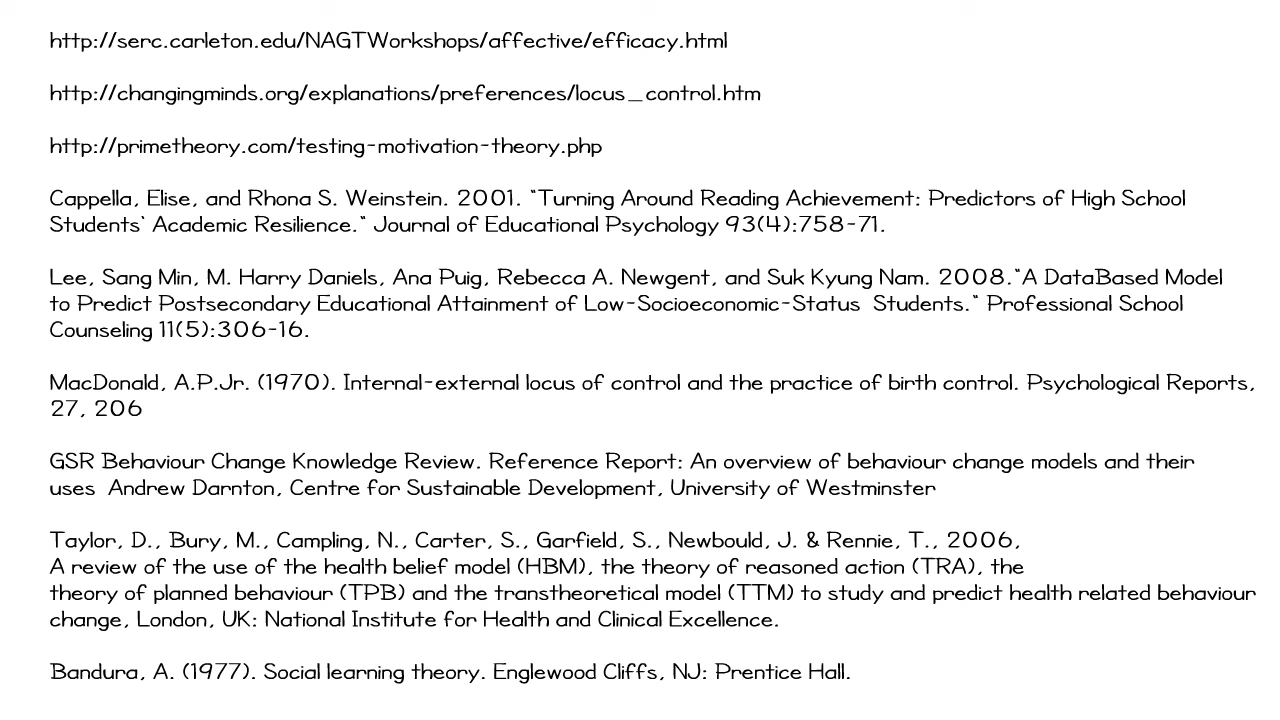 http://serc.carleton.edu/NAGTWorkshops/affective/efficacy.html
http://changingminds.org/explanations/preferences/locus_control.htm
http://primetheory.com/testing-motivation-theory.php
Cappella, Elise, and Rhona S. Weinstein. 2001. "Turning Around Reading Achievement: Predictors of High School
Students' Academic Resilience." Journal of Educational Psychology 93(4):758-71.
Lee, Sang Min, M. Harry Daniels, Ana Puig, Rebecca A. Newgent, and Suk Kyung Nam. 2008."A DataBased Model
to Predict Postsecondary Educational Attainment of Low-Socioeconomic-Status  Students." Professional School
Counseling 11(5):306-16.
MacDonald, A.P.Jr. (1970). Internal-external locus of control and the practice of birth control. Psychological Reports,
27, 206
GSR Behaviour Change Knowledge Review. Reference Report: An overview of behaviour change models and their
uses  Andrew Darnton, Centre for Sustainable Development, University of Westminster
Taylor, D., Bury, M., Campling, N., Carter, S., Garfield, S., Newbould, J. & Rennie, T., 2006,
A review of the use of the health belief model (HBM), the theory of reasoned action (TRA), the
theory of planned behaviour (TPB) and the transtheoretical model (TTM) to study and predict health related behaviour
change, London, UK: National Institute for Health and Clinical Excellence.
Bandura, A. (1977). Social learning theory. Englewood Cliffs, NJ: Prentice Hall.